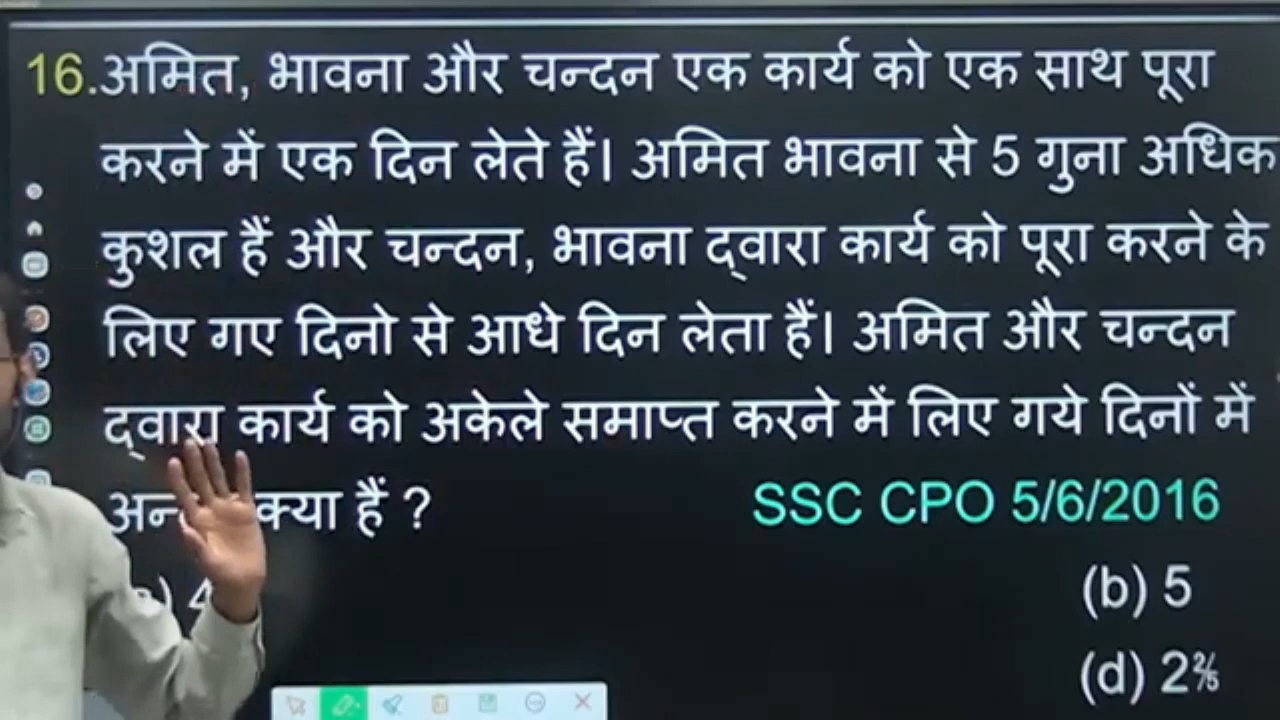 16.अमित, भावना और चन्दन एक कार्य को एक साथ पूरा
करने में एक दिन लेते हैं। अमित भावना से 5 गुना अधिक
कुशल हैं और चन्दन, भावना द्वारा कार्य को पूरा करने के
लिए गए दिनो से आधे दिन लेता हैं। अमित और चन्दन
द्वारा कार्य को अकेले समाप्त करने में लिए गये दिनों में
क्या हैं ?
SSC CPO 5/6/2016
(b) 5
(d) 2⅖